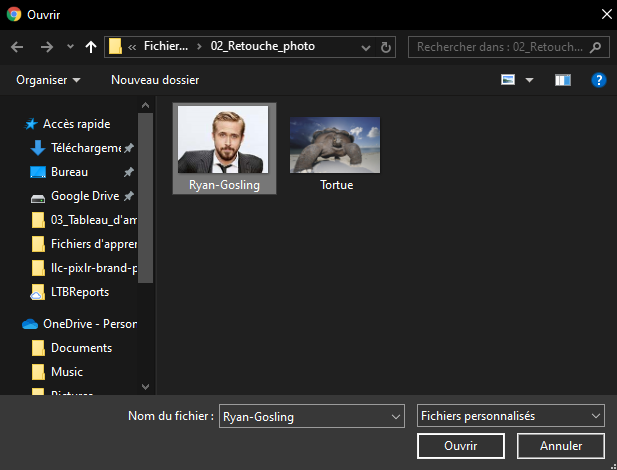 Ouvrir
Fichier... 02_Retouche_photo
Rechercher dans : 02_Retouch...
Organiser
Nouveau dossier
Accès rapide
Téléchargeme
Bureau
Google Drive
03_Tableau_d'am
Fichiers d'apprer
llc-pixlr-brand-p
LTBReports
OneDrive - Person
Documents
Music
Pictures
Ryan-Gosling
Tortue
Nom du fichier :
Ryan-Gosling
Fichiers personnalisés
Ouvrir
Annuler